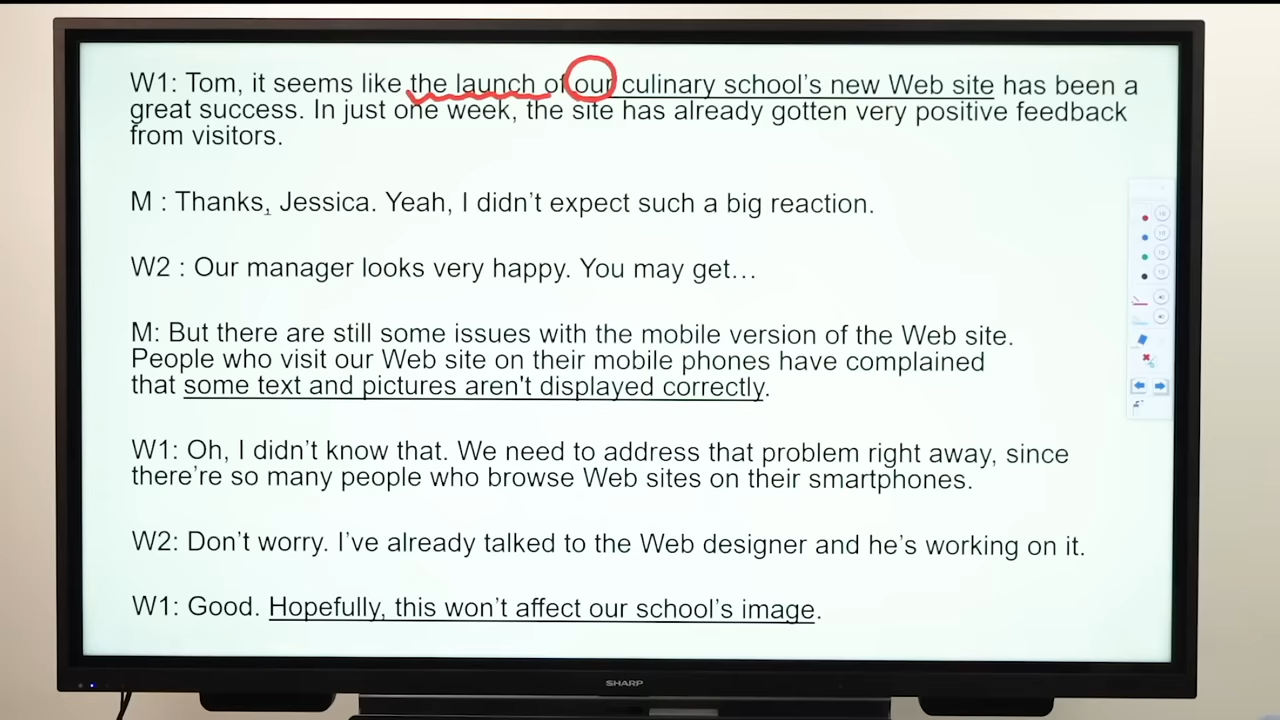 W1: Tom, it seems like the launch of our culinary school's new Web site has been a
great success. In just one week, the site has already gotten very positive feedback
from visitors.
M : Thanks, Jessica. Yeah, I didn't expect such a big reaction.
W2 : Our manager looks very happy. You may get…
M: But there are still some issues with the mobile version of the Web site.
People who visit our Web site on their mobile phones have complained
that some text and pictures aren't displayed correctly.
W1: Oh, I didn't know that. We need to address that problem right away, since
there're so many people who browse Web sites on their smartphones.
W2: Don't worry. I've already talked to the Web designer and he's working on it.
W1: Good. Hopefully, this won't affect our school's image.
SHARP